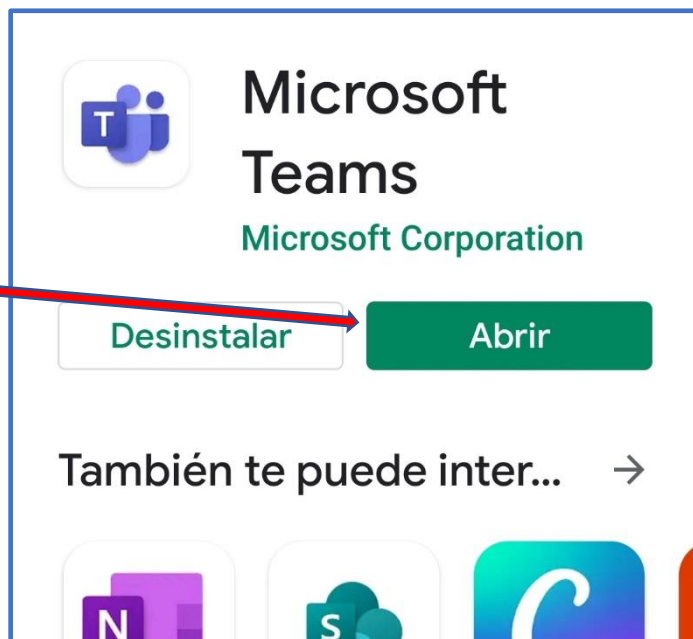 T
Microsoft
Teams
Microsoft Corporation
Desinstalar
Abrir
También te puede inter...
N
S
C